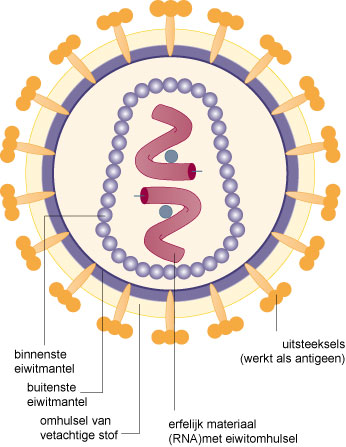 binnenste
eiwitmantel
buitenste
eiwitmantel
omhulsel van
vetachtige stof
erfelijk materiaal
(RNA)met eiwitomhulsel
uitsteeksels
(werkt als antigeen)